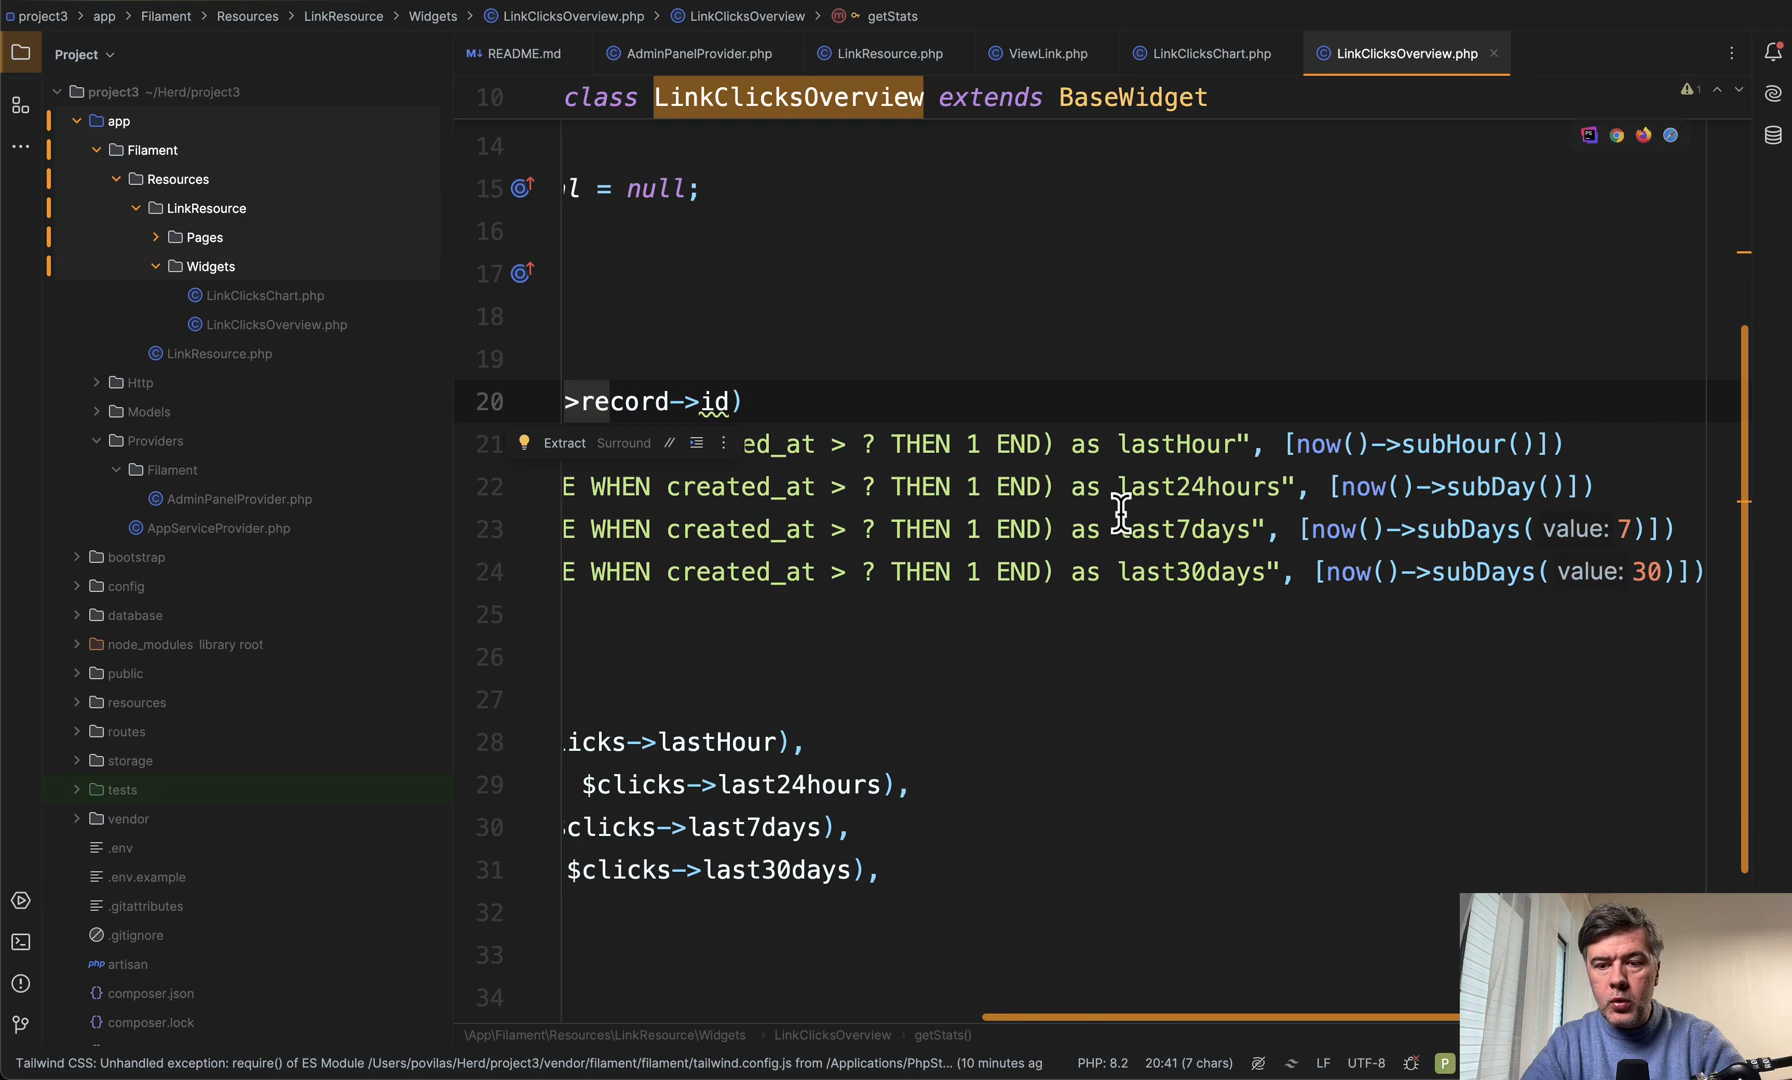 project3 > app > Filament > Resources > LinkResource > Widgets > LinkClicksOverview.php > LinkClicksOverview > getStats
Project
README.md
AdminPanelProvider.php
LinkResource.php
ViewLink.php
LinkClicksChart.php
LinkClicksOverview.php
project3 ~/Herd/project3
app
Filament
Resources
LinkResource
Pages
Widgets
LinkClicksChart.php
LinkClicksOverview.php
LinkResource.php
Http
Models
Providers
Filament
AdminPanelProvider.php
AppServiceProvider.php
bootstrap
config
database
node_modules library root
public
resources
routes
storage
tests
vendor
.env
.env.example
.gitattributes
.gitignore
php artisan
composer.json
composer.lock
10 class LinkClicksOverview extends BaseWidget
1
14
15 l = null;
16
17
18
19
20 >record->id)
Extract Surround //
21 ed_at > ? THEN 1 END) as lastHour", [now()->subHour()])
22 E WHEN created_at > ? THEN 1 END) as last24hours", [now()->subDay()])
23 E WHEN created_at > ? THEN 1 END) as last7days", [now()->subDays( value: 7)])
24 E WHEN created_at > ? THEN 1 END) as last30days", [now()->subDays( value: 30)])
25
26
27
28 icks->lastHour),
29 $clicks->last24hours),
30 clicks->last7days),
31 $clicks->last30days),
32
33
34
\App\Filament\Resources\LinkResource\Widgets > LinkClicksOverview > getStats()
Tailwind CSS: Unhandled exception: require() of ES Module /Users/povilas/Herd/project3/vendor/filament/filament/tailwind.config.js from /Applications/PhpSt... (10 minutes ag
PHP: 8.2 20:41 (7 chars) LF UTF-8 P